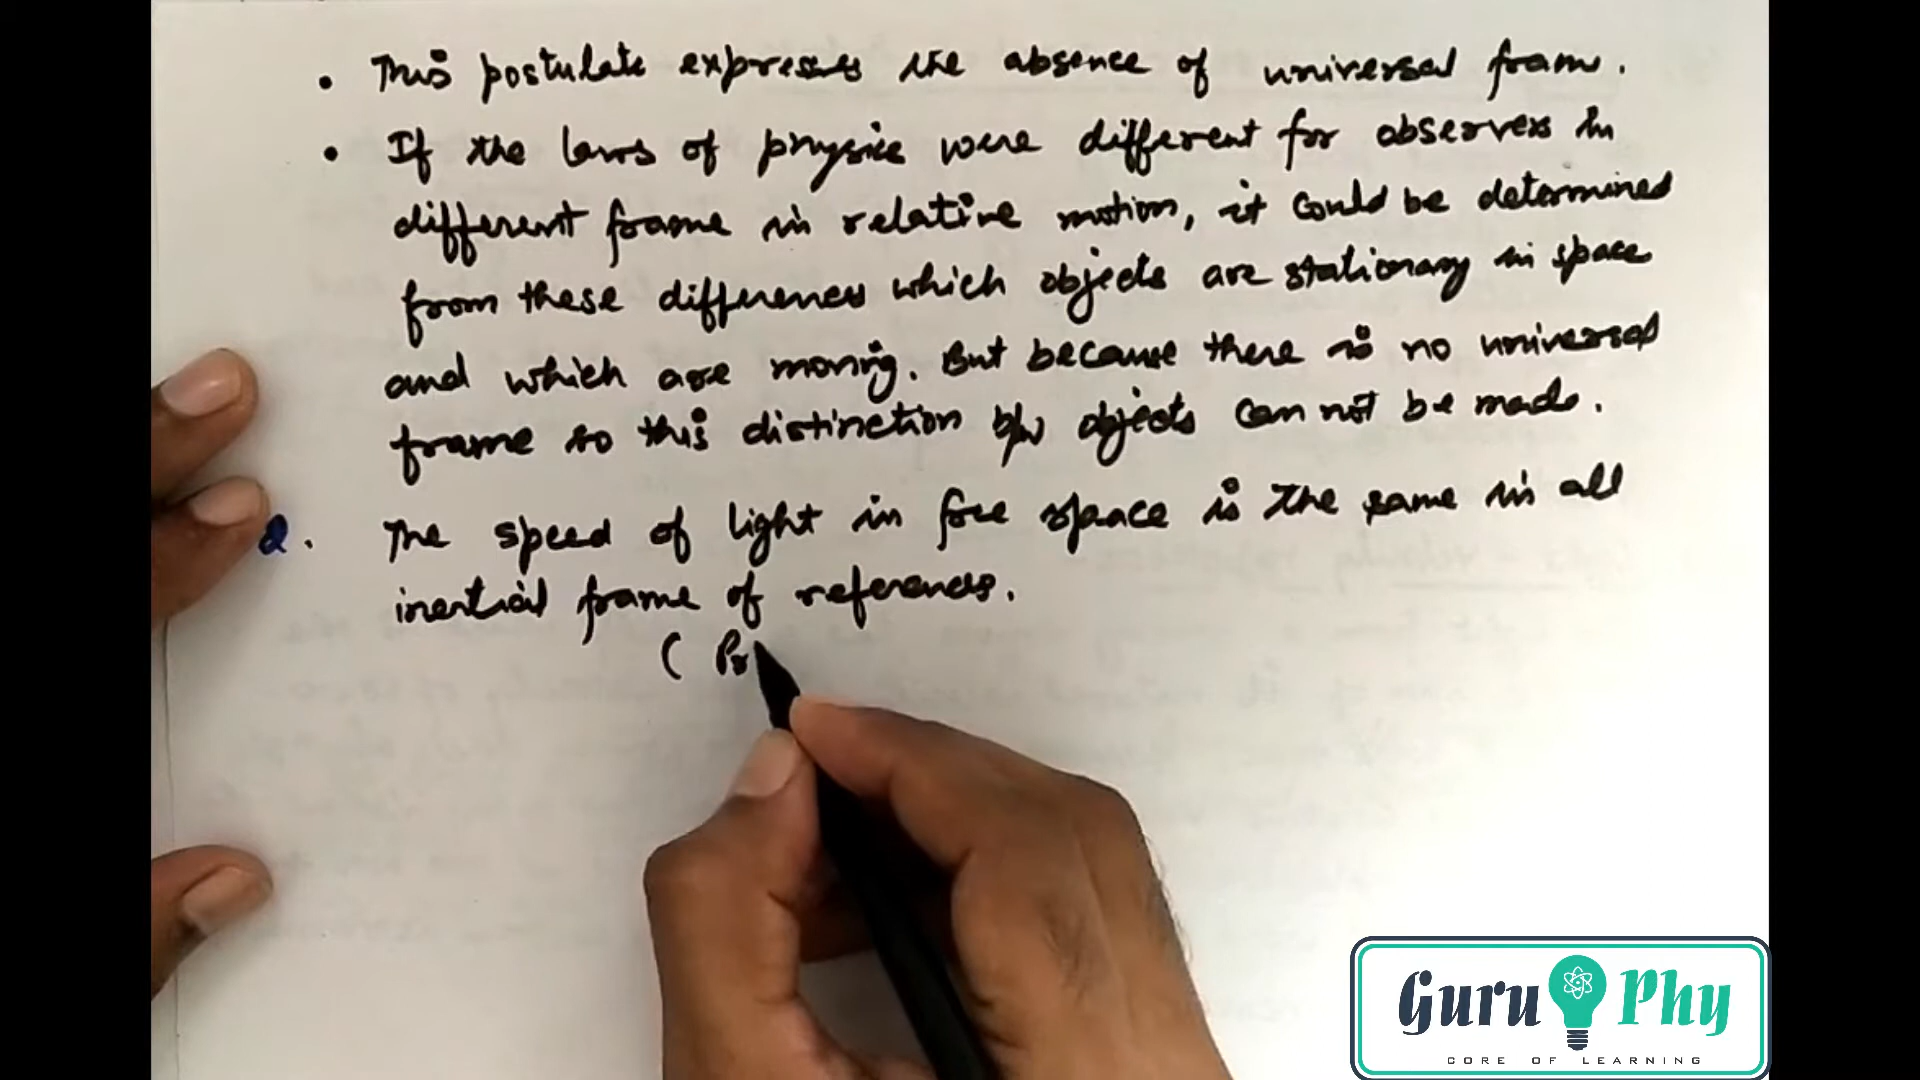 • This postulate expresses the absence of universal frame.
• If the laws of physics were different for observers in
different frame in relative motion, it could be determined
from these differences which objects are stationary in space
and which are moving. But because there is no universal
frame so this distinction b/w objects can not be made.
2. The speed of light in free space is the same in all
inertial frame of references.
( Pr
Guru Phy
CORE OF LEARNING